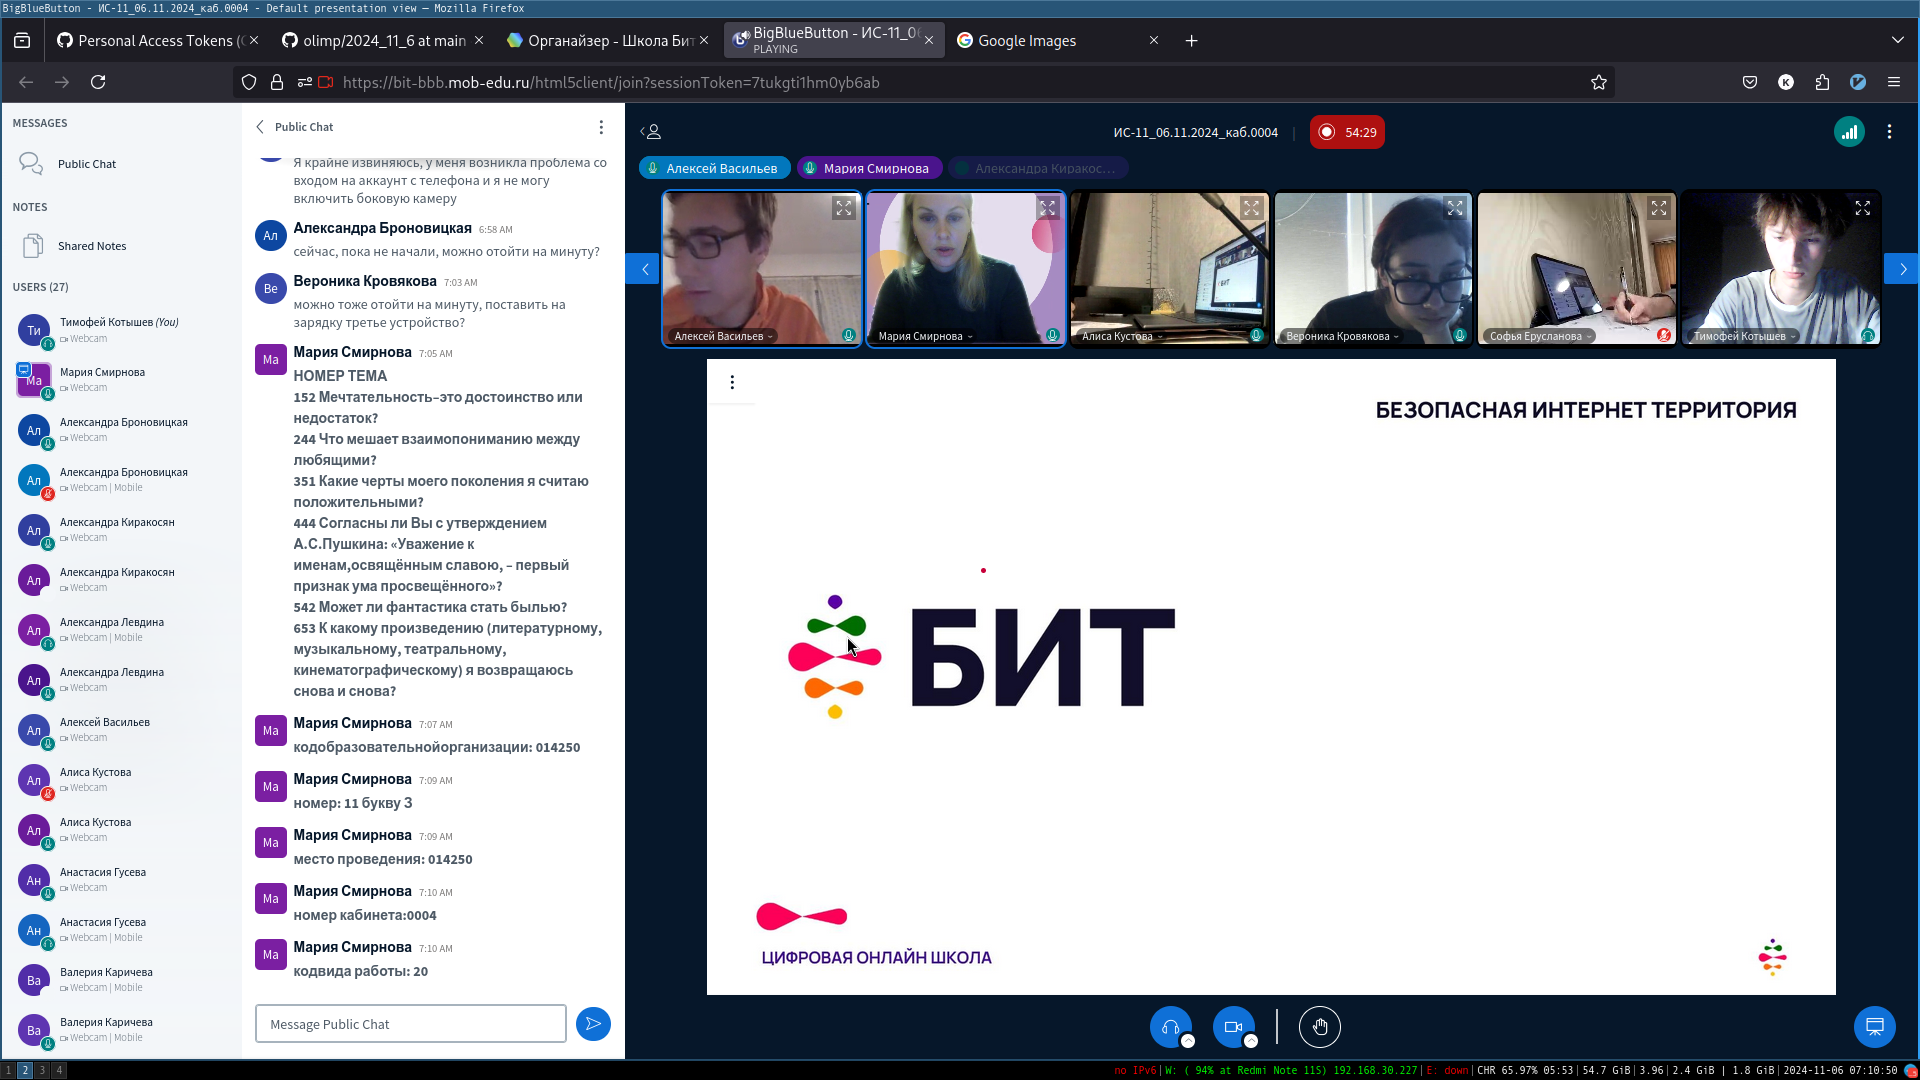 BigBlueButton - ИС-11_06.11.2024_каб.0004 - Default presentation view — Mozilla Firefox
Personal Access Tokens (
olimp/2024_11_6 at main
Органайзер - Школа Бит
BigBlueButton - ИС-11_0
PLAYING
Google Images
https://bit-bbb.mob-edu.ru/html5client/join?sessionToken=7tukgti1hm0yb6ab
K
MESSAGES
Public Chat
NOTES
Shared Notes
USERS (27)
Ти
Тимофей Котышев (You)
Webcam
Ma
Мария Смирнова
Webcam
Ал
Александра Броновицкая
Webcam
Ал
Александра Броновицкая
Webcam | Mobile
Ал
Александра Киракосян
Webcam
Ал
Александра Киракосян
Webcam
Ал
Александра Левдина
Webcam | Mobile
Ал
Александра Левдина
Webcam
Ал
Алексей Васильев
Webcam
Ал
Алиса Кустова
Webcam
Ал
Алиса Кустова
Webcam
Ан
Анастасия Гусева
Webcam
Ан
Анастасия Гусева
Webcam | Mobile
Ва
Валерия Каричева
Webcam | Mobile
Ва
Валерия Каричева
Webcam | Mobile
Public Chat
Я крайне извиняюсь, у меня возникла проблема со
входом на аккаунт с телефона и я не могу
включить боковую камеру
Ал
Александра Броновицкая 6:58 AM
сейчас, пока не начали, можно отойти на минуту?
Ве
Вероника Кровякова 7:03 AM
можно тоже отойти на минуту, поставить на
зарядку третье устройство?
Ма
Мария Смирнова 7:05 AM
НОМЕР ТЕМА
152 Мечтательность–это достоинство или
недостаток?
244 Что мешает взаимопониманию между
любящими?
351 Какие черты моего поколения я считаю
положительными?
444 Согласны ли Вы с утверждением
А.С.Пушкина: «Уважение к
именам,освящённым славою, – первый
признак ума просвещённого»?
542 Может ли фантастика стать былью?
653 К какому произведению (литературному,
музыкальному, театральному,
кинематографическому) я возвращаюсь
снова и снова?
Ма
Мария Смирнова 7:07 AM
кодобразовательнойорганизации: 014250
Ма
Мария Смирнова 7:09 AM
номер: 11 букву З
Ма
Мария Смирнова 7:09 AM
место проведения: 014250
Ма
Мария Смирнова 7:10 AM
номер кабинета:0004
Ма
Мария Смирнова 7:10 AM
кодвида работы: 20
Message Public Chat
ИС-11_06.11.2024_каб.0004
54:29
Алексей Васильев
Мария Смирнова
Александра Киракос...
Алексей Васильев
Мария Смирнова
Алиса Кустова
Вероника Кровякова
Софья Ерусланова
Тимофей Котышев
БЕЗОПАСНАЯ ИНТЕРНЕТ ТЕРРИТОРИЯ
БИТ
ЦИФРОВАЯ ОНЛАЙН ШКОЛА
1 2 3 4
no IPv6|W: ( 94% at Redmi Note 11S) 192.168.30.227|E: down|CHR 65.97% 05:53|54.7 GiB|3.96|2.4 GiB | 1.8 GiB|2024-11-06 07:10:50